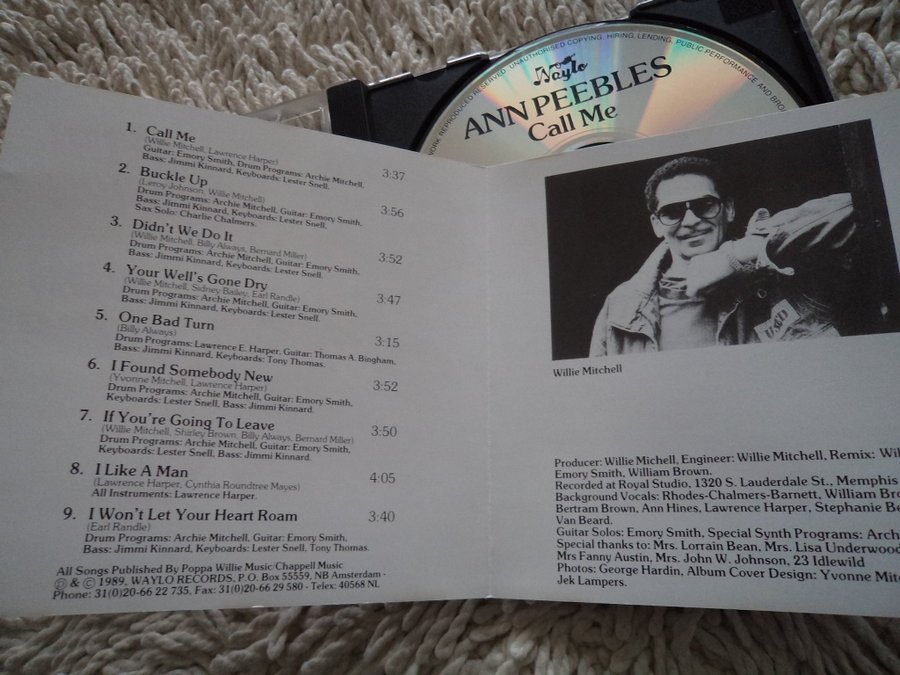 WORK REPRODUCED RESERVED. UNAUTHORISED COPYING, HIRING, LENDING, PUBLIC PERFORMANCE AND
Waylo
ANN PEEBLES
Call Me
1. Call Me
(Willie Mitchell, Lawrence Harper)
Guitar: Emory Smith, Drum Programs: Archie Mitchell,
Bass: Jimmi Kinnard, Keyboards: Lester Snell. 3:37
2. Buckle Up
(Leroy Johnson, Willie Mitchell)
Drum Programs: Archie Mitchell, Guitar: Emory Smith,
Bass: Jimmi Kinnard, Keyboards: Lester Snell, 3:56
Sax Solo: Charlie Chalmers.
3. Didn't We Do It
(Willie Mitchell, Billy Always, Bernard Miller)
Drum Programs: Archie Mitchell, Guitar: Emory Smith, 3:52
Bass: Jimmi Kinnard, Keyboards: Lester Snell.
4. Your Well's Gone Dry
(Willie Mitchell, Sidney Bailey, Earl Randle)
Drum Programs: Archie Mitchell, Guitar: Emory Smith, 3:47
Bass: Jimmi Kinnard, Keyboards: Lester Snell.
5. One Bad Turn
(Billy Always)
Drum Programs: Lawrence E. Harper, Guitar: Thomas A. Bingham, 3:15
Bass: Jimmi Kinnard, Keyboards: Tony Thomas.
6. I Found Somebody New
(Yvonne Mitchell, Lawrence Harper)
Drum Programs: Archie Mitchell, Guitar: Emory Smith, 3:52
Keyboards: Lester Snell, Bass: Jimmi Kinnard.
7. If You're Going To Leave
(Willie Mitchell, Shirley Brown, Billy Always, Bernard Miller) 3:50
Drum Programs: Archie Mitchell, Guitar: Emory Smith,
Keyboards: Lester Snell, Bass: Jimmi Kinnard.
8. I Like A Man 4:05
(Lawrence Harper, Cynthia Roundtree Mayes)
All Instruments: Lawrence Harper.
9. I Won't Let Your Heart Roam 3:40
(Earl Randle)
Drum Programs: Archie Mitchell, Guitar: Emory Smith,
Bass: Jimmi Kinnard, Keyboards: Lester Snell, Tony Thomas.
All Songs Published By Poppa Willie Music/Chappell Music
℗ & © 1989, WAYLO RECORDS, P.O. Box 55559, NB Amsterdam -
Phone: 31(0)20-66 22 735. Fax: 31(0)20-66 29 580 - Telex: 40568 NL
Willie Mitchell
Producer: Willie Michell, Engineer: Willie Mitchell, Remix:
Emory Smith, William Brown.
Recorded at Royal Studio, 1320 S. Lauderdale St., Memphis
Background Vocals: Rhodes-Chalmers-Barnett, William
Bertram Brown, Ann Hines, Lawrence Harper, Stephanie
Van Beard.
Guitar Solos: Emory Smith, Special Synth Programs:
Special thanks to: Mrs. Lorrain Bean, Mrs. Lisa Underwood
Mrs Fanny Austin, Mrs. John W. Johnson, 23 Idlewild
Photos: George Hardin, Album Cover Design: Yvonne
Jek Lampers.